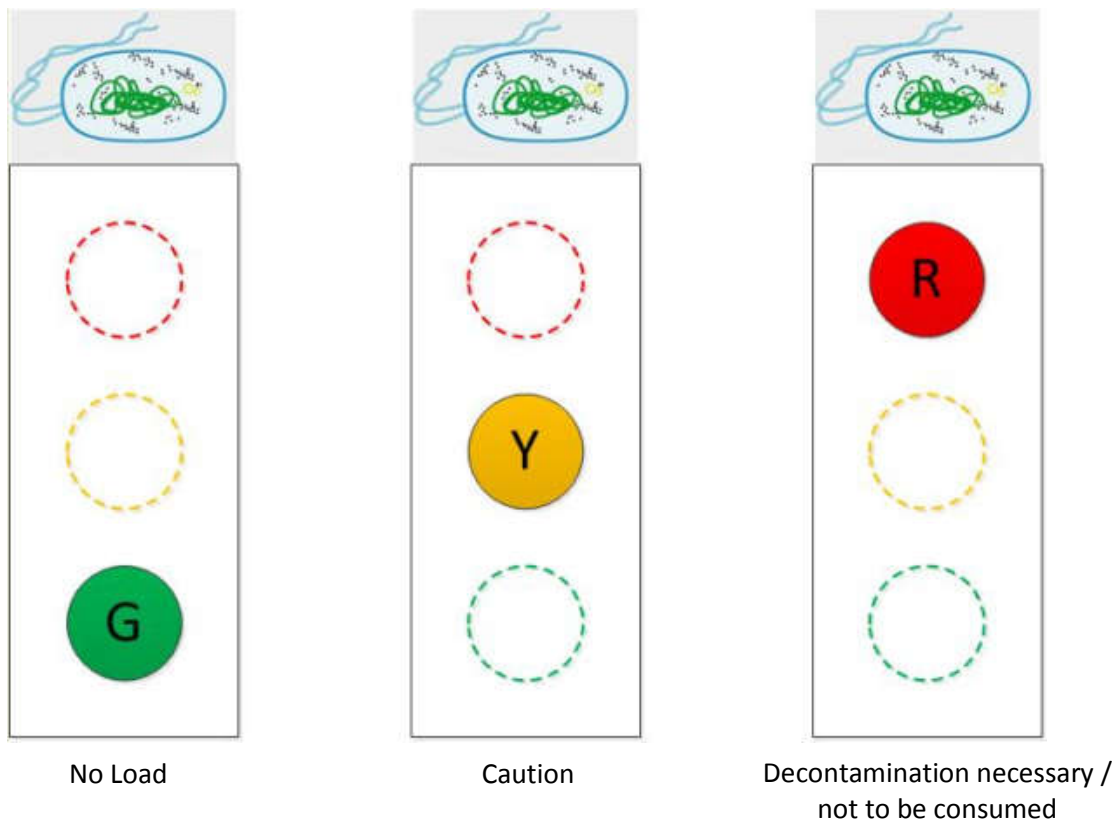 R
Y
G
No Load
Caution
Decontamination necessary /
not to be consumed